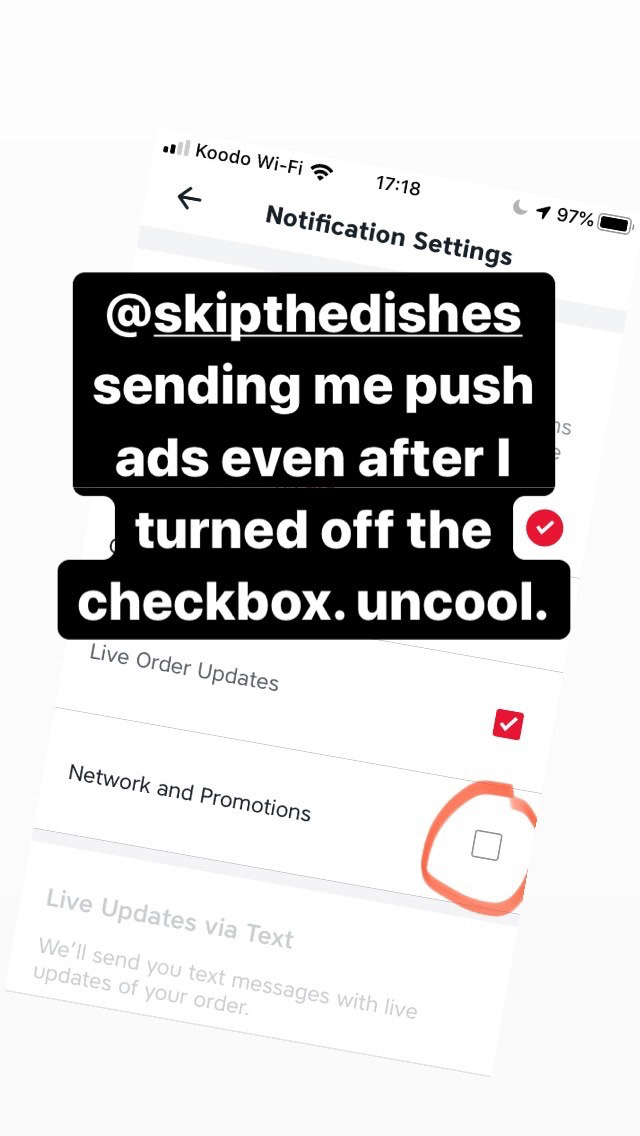 Koodo Wi-Fi 17:18 97%
Notification Settings
@skipthedishes
sending me push
ads even after I
turned off the
checkbox. uncool.
Live Order Updates
Network and Promotions
Live Updates via Text
We'll send you text messages with live
updates of your order.